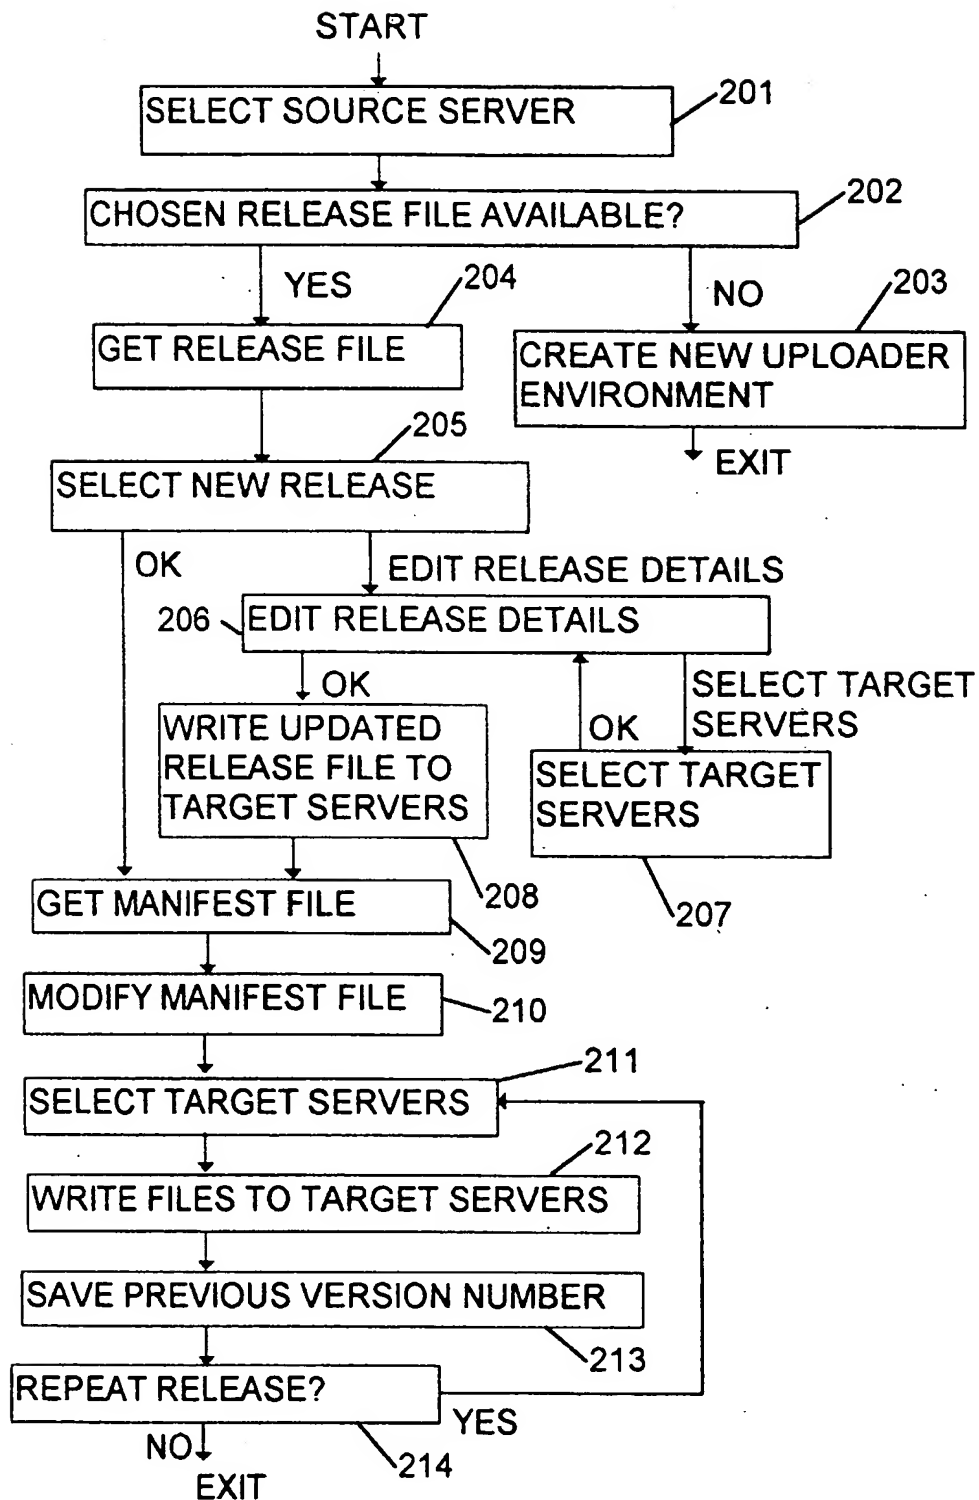 START
SELECT SOURCE SERVER
201
CHOSEN RELEASE FILE AVAILABLE?
202
YES
204
NO
203
GET RELEASE FILE
CREATE NEW UPLOADER
ENVIRONMENT
205
EXIT
SELECT NEW RELEASE
OK
EDIT RELEASE DETAILS
206
EDIT RELEASE DETAILS
OK
SELECT TARGET
SERVERS
OK
WRITE UPDATED
RELEASE FILE TO
TARGET SERVERS
SELECT TARGET
SERVERS
208
207
GET MANIFEST FILE
209
MODIFY MANIFEST FILE
210
211
SELECT TARGET SERVERS
212
WRITE FILES TO TARGET SERVERS
SAVE PREVIOUS VERSION NUMBER
213
REPEAT RELEASE?
YES
NO
214
EXIT